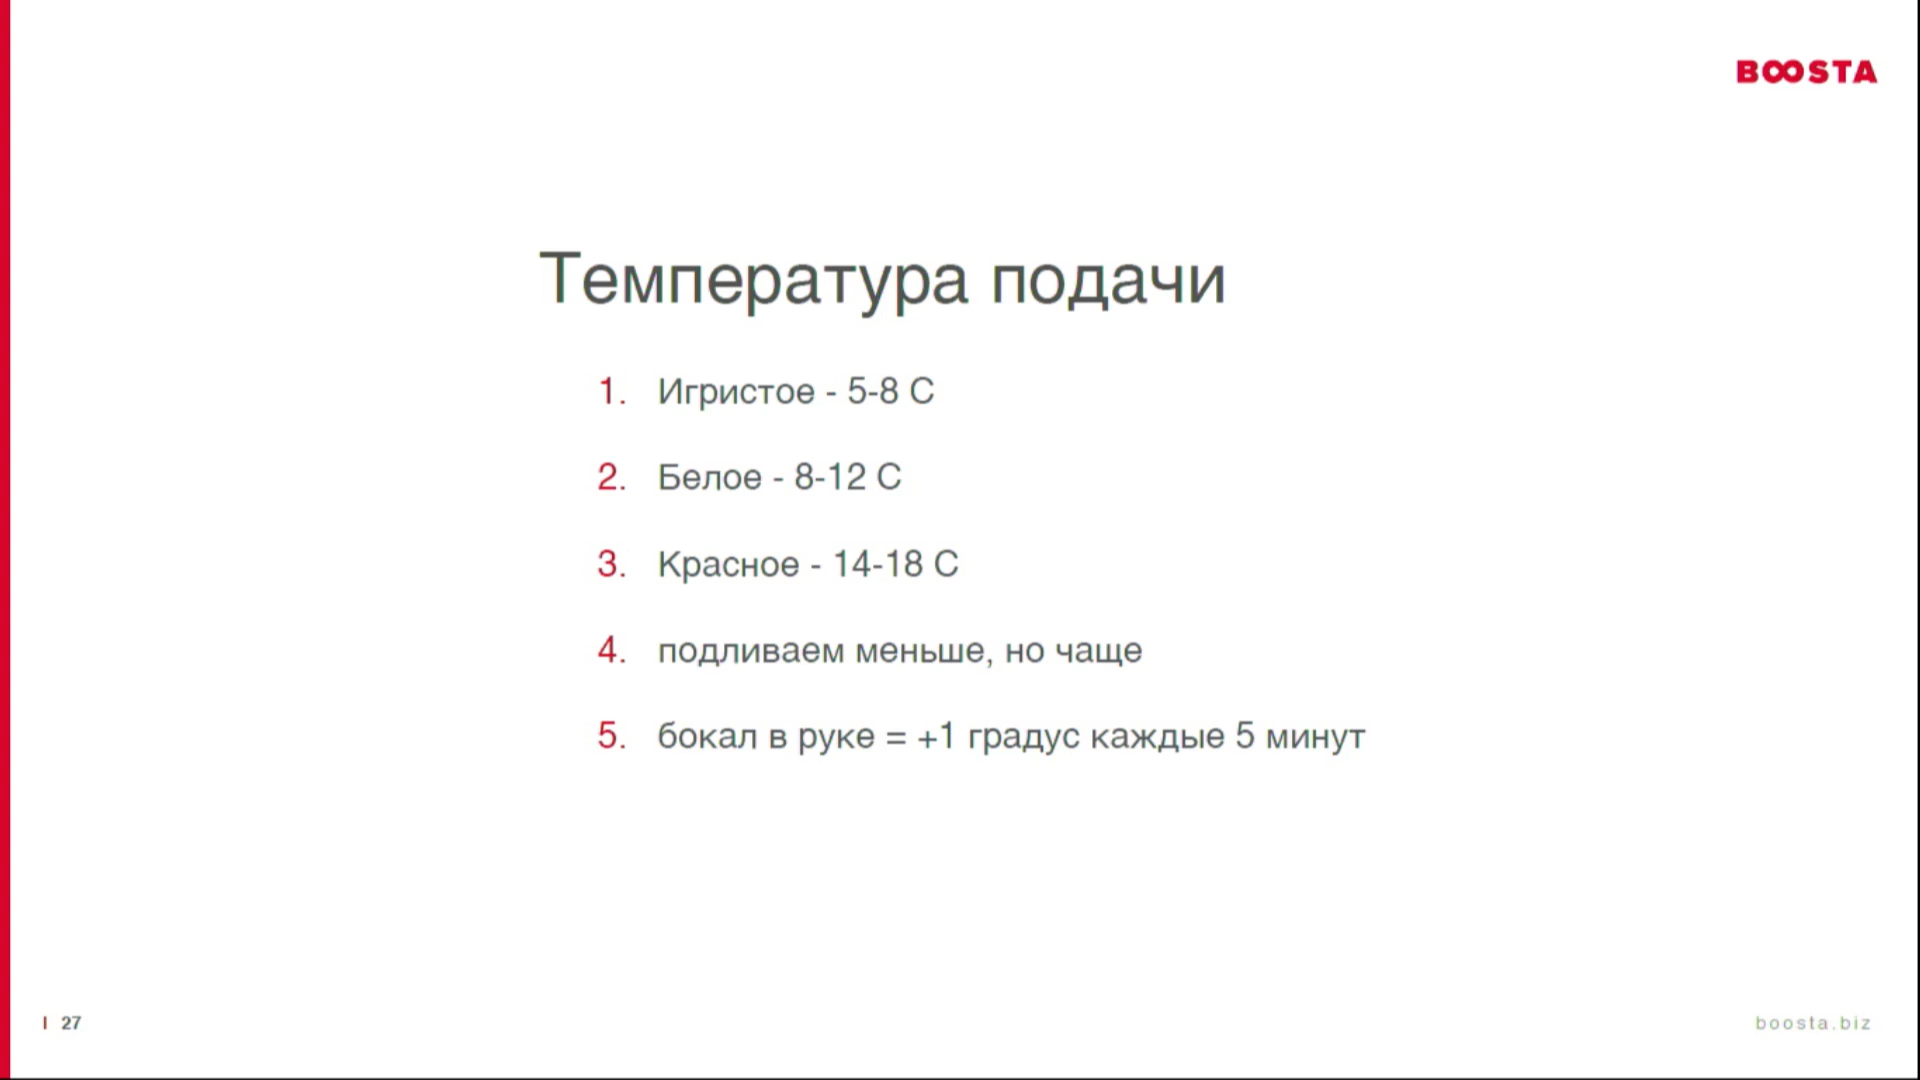 BOOSTA
Температура подачи
1. Игристое - 5-8 С
2. Белое - 8-12 С
3. Красное - 14-18 С
4. подливаем меньше, но чаще
5. бокал в руке = +1 градус каждые 5 минут
I 27
boosta.biz